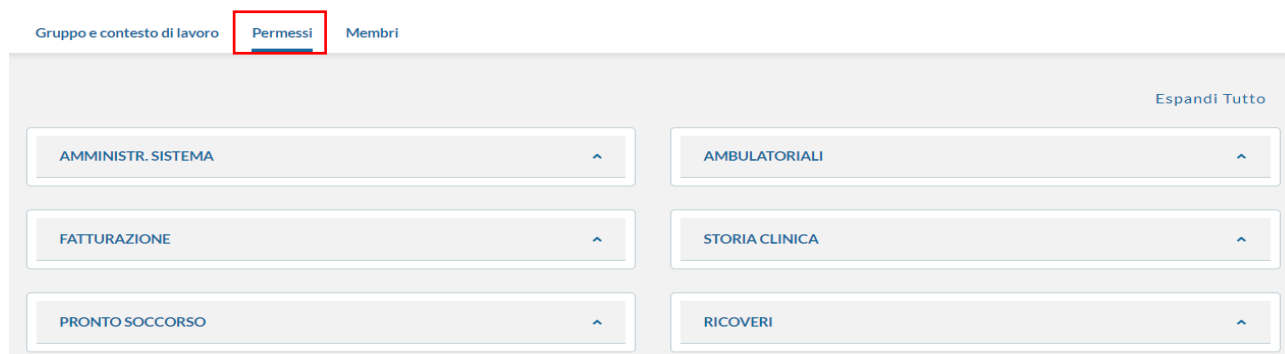 Gruppo e contesto di lavoro Permessi Membri
Espandi Tutto
AMMINISTR. SISTEMA AMBULATORIALI
FATTURAZIONE STORIA CLINICA
PRONTO SOCCORSO RICOVERI